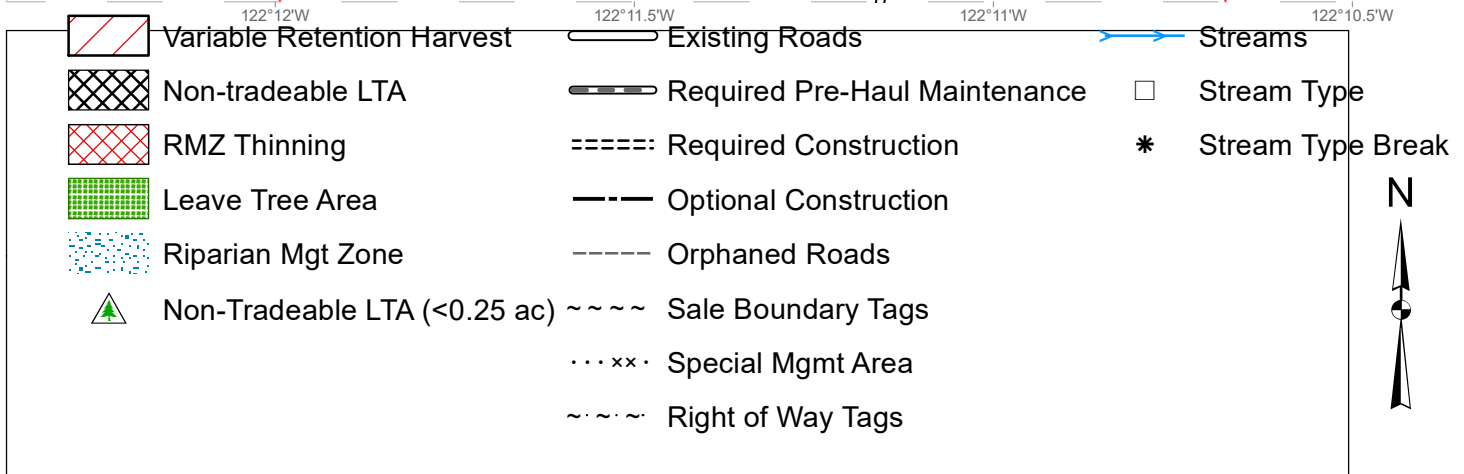 122°12'W 122°11.5'W 122°11'W 122°10.5'W
Variable Retention Harvest
Non-tradeable LTA
RMZ Thinning
Leave Tree Area
Riparian Mgt Zone
Non-Tradeable LTA (<0.25 ac)
Existing Roads
Required Pre-Haul Maintenance
Required Construction
Optional Construction
Orphaned Roads
Sale Boundary Tags
Special Mgmt Area
Right of Way Tags
Streams
Stream Type
Stream Type Break
N